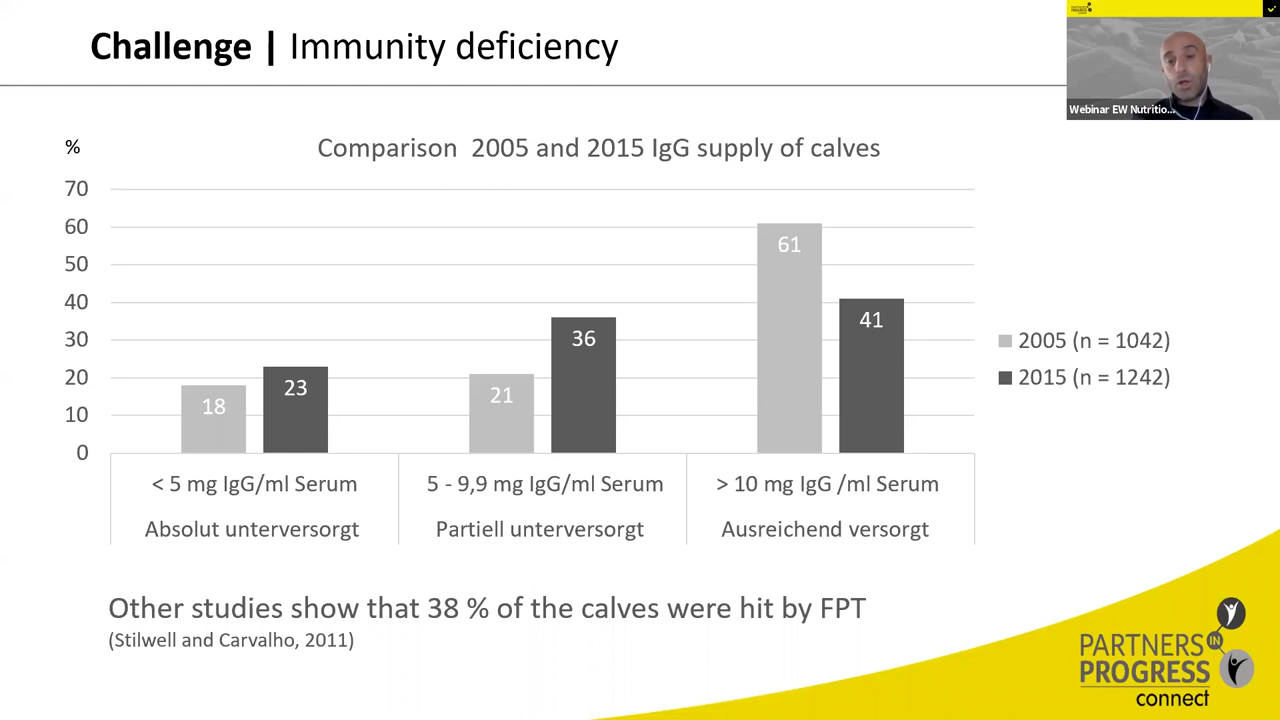 Challenge | Immunity deficiency
Webinar EW Nutritio...
%
Comparison 2005 and 2015 IgG supply of calves
70
60
50
40
30
20
10
0
18
23
21
36
61
41
2005 (n = 1042)
2015 (n = 1242)
< 5 mg IgG/ml Serum
5 - 9,9 mg IgG/ml Serum
> 10 mg IgG /ml Serum
Absolut unterversorgt
Partiell unterversorgt
Ausreichend versorgt
Other studies show that 38 % of the calves were hit by FPT
(Stilwell and Carvalho, 2011)
PARTNERS IN
PROGRESS
connect